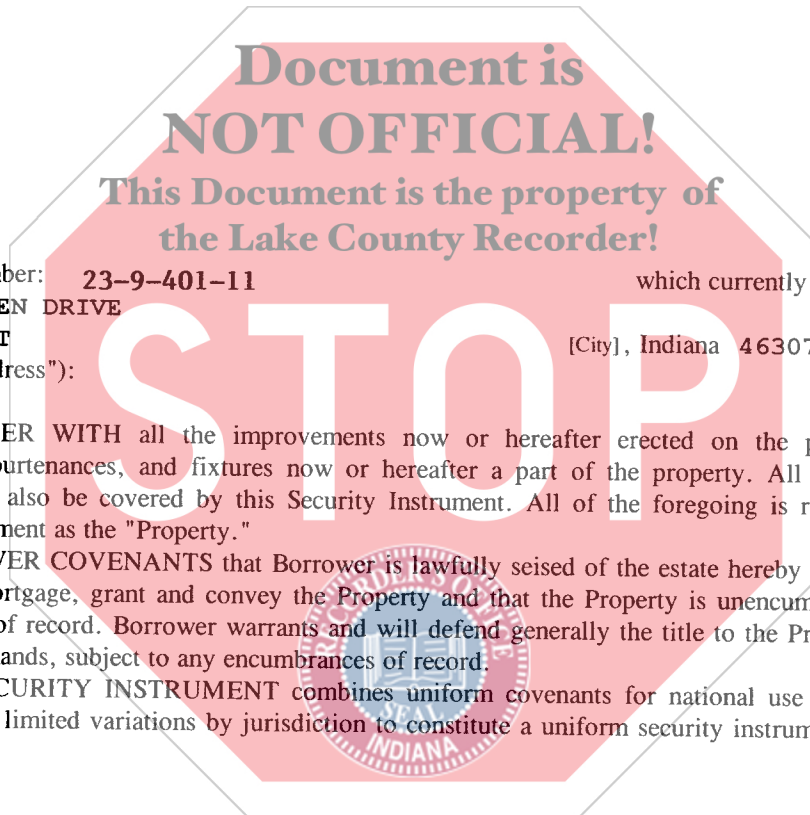 Document is
NOT OFFICIAL!
This Document is the property of
the Lake County Recorder!
ber: 23-9-401-11 which currently
EN DRIVE
T [City], Indiana 46307
ress"):
STOP
ER WITH all the improvements now or hereafter erected on the p
urtenances, and fixtures now or hereafter a part of the property. All
also be covered by this Security Instrument. All of the foregoing is r
ment as the "Property."
ER COVENANTS that Borrower is lawfully seised of the estate hereby
rtgage, grant and convey the Property and that the Property is unencum
of record. Borrower warrants and will defend generally the title to the Pr
ands, subject to any encumbrances of record.
CURITY INSTRUMENT combines uniform covenants for national use
limited variations by jurisdiction to constitute a uniform security instrum
RECORDER'S OFFICE
SEAL
INDIANA